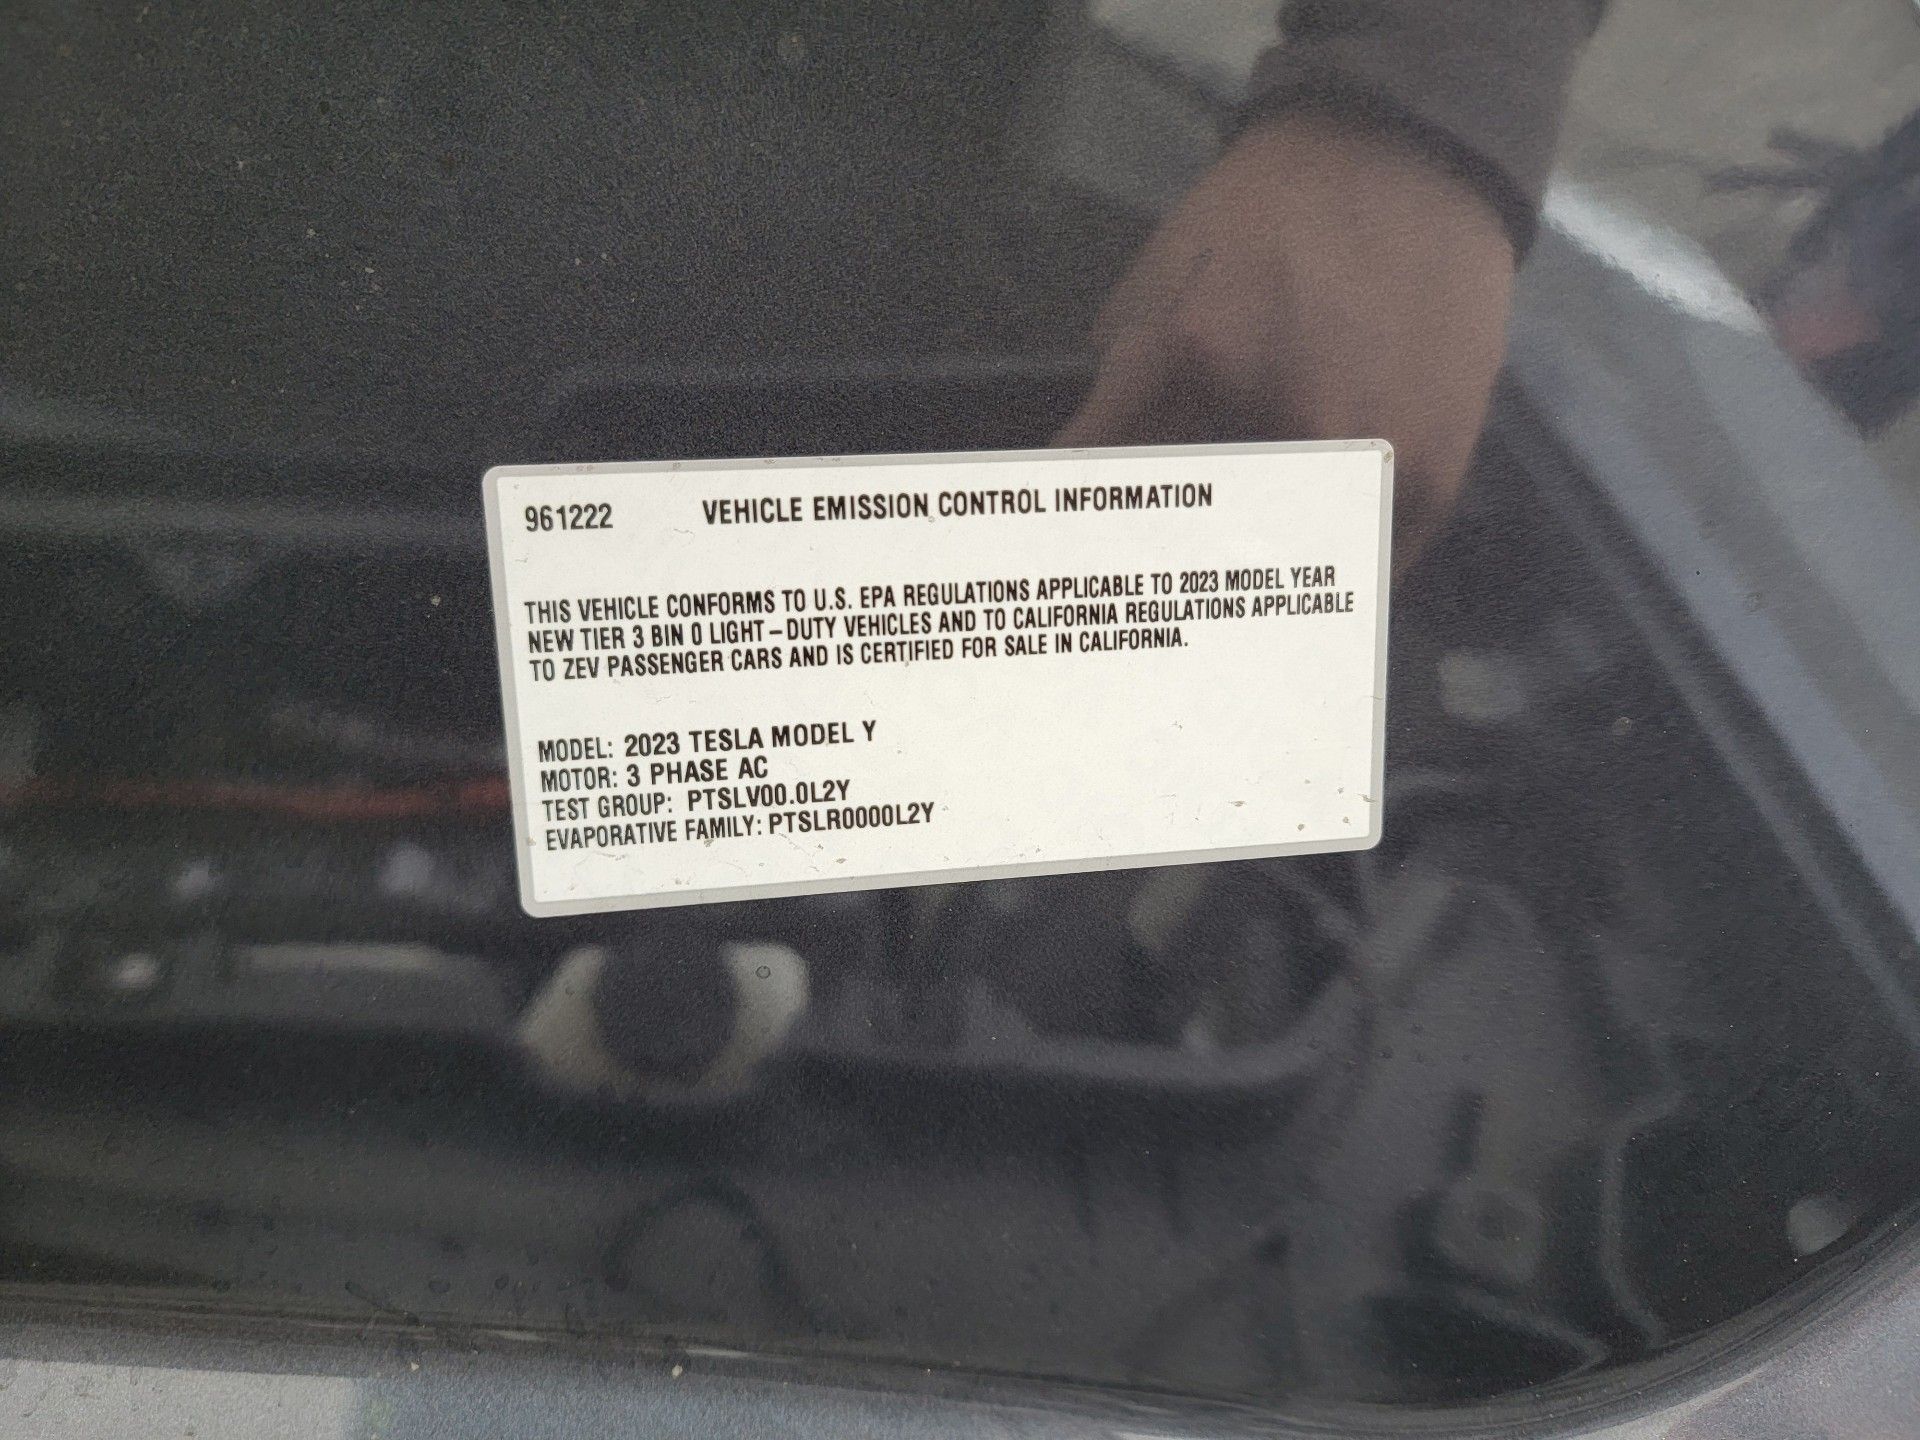 961222 VEHICLE EMISSION CONTROL INFORMATION
THIS VEHICLE CONFORMS TO U.S. EPA REGULATIONS APPLICABLE TO 2023 MODEL YEAR
NEW TIER 3 BIN 0 LIGHT-DUTY VEHICLES AND TO CALIFORNIA REGULATIONS APPLICABLE
TO ZEV PASSENGER CARS AND IS CERTIFIED FOR SALE IN CALIFORNIA.
MODEL: 2023 TESLA MODEL Y
MOTOR: 3 PHASE AC
TEST GROUP: PTSLV00.0L2Y
EVAPORATIVE FAMILY: PTSLR0000L2Y